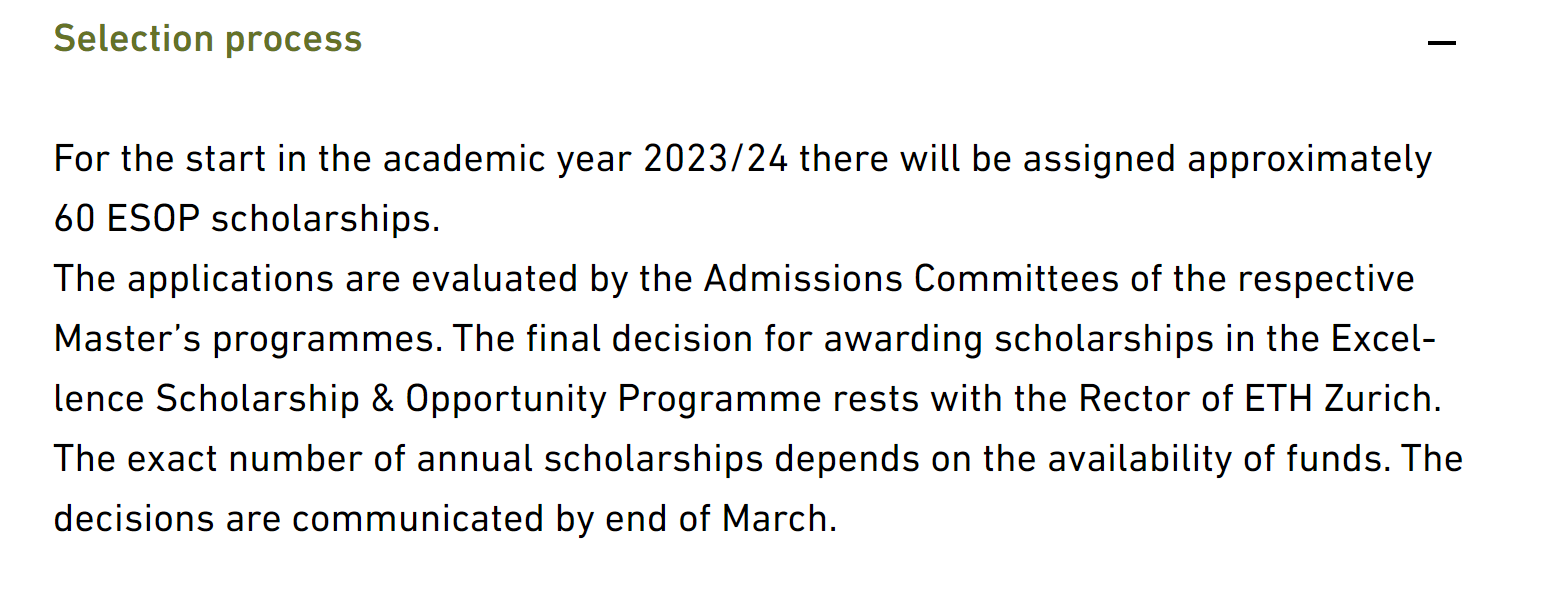 Selection process
For the start in the academic year 2023/24 there will be assigned approximately
60 ESOP scholarships.
The applications are evaluated by the Admissions Committees of the respective
Master’s programmes. The final decision for awarding scholarships in the Excel-
lence Scholarship & Opportunity Programme rests with the Rector of ETH Zurich.
The exact number of annual scholarships depends on the availability of funds. The
decisions are communicated by end of March.